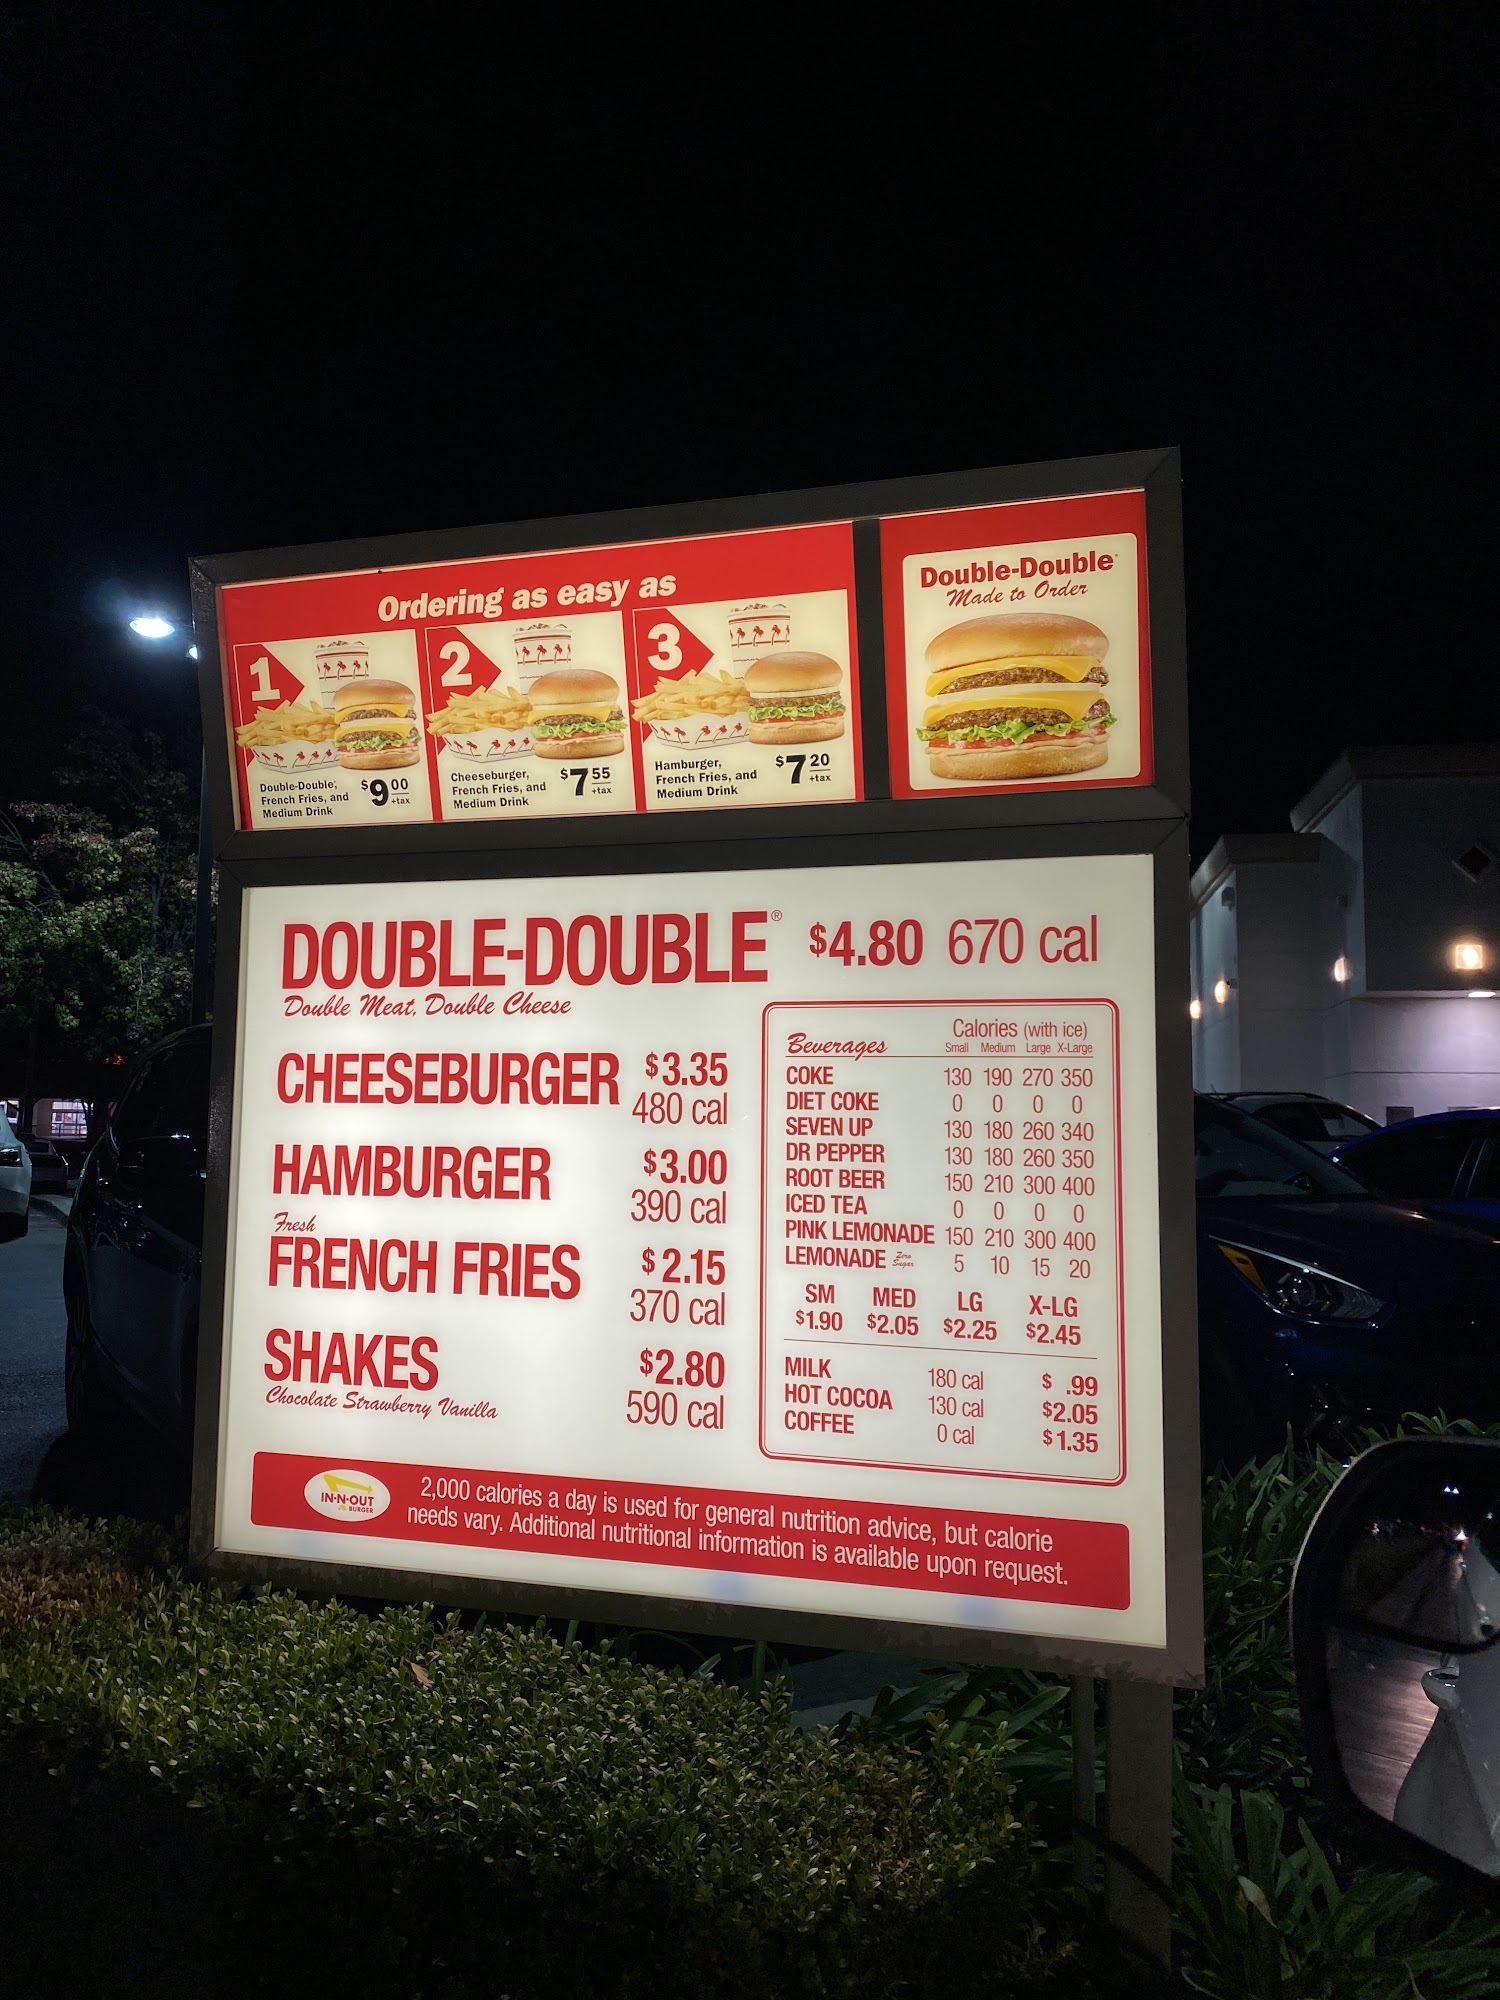 Ordering as easy as
1
Double-Double,
French Fries, and
Medium Drink
$9 00
+tax
2
Cheeseburger,
French Fries, and
Medium Drink
$7 55
+tax
3
Hamburger,
French Fries, and
Medium Drink
$7 20
+tax
Double-Double®
Made to Order
DOUBLE-DOUBLE® $4.80 670 cal
Double Meat, Double Cheese
CHEESEBURGER $3.35
480 cal
HAMBURGER $3.00
390 cal
Fresh
FRENCH FRIES $2.15
370 cal
SHAKES $2.80
Chocolate Strawberry Vanilla 590 cal
Beverages Calories (with ice)
Small Medium Large X-Large
COKE 130 190 270 350
DIET COKE 0 0 0 0
SEVEN UP 130 180 260 340
DR PEPPER 130 180 260 350
ROOT BEER 150 210 300 400
ICED TEA 0 0 0 0
PINK LEMONADE 150 210 300 400
LEMONADE Zero Sugar 5 10 15 20
SM MED LG X-LG
$1.90 $2.05 $2.25 $2.45
MILK 180 cal $ .99
HOT COCOA 130 cal $2.05
COFFEE 0 cal $1.35
IN-N-OUT
BURGER
2,000 calories a day is used for general nutrition advice, but calorie
needs vary. Additional nutritional information is available upon request.